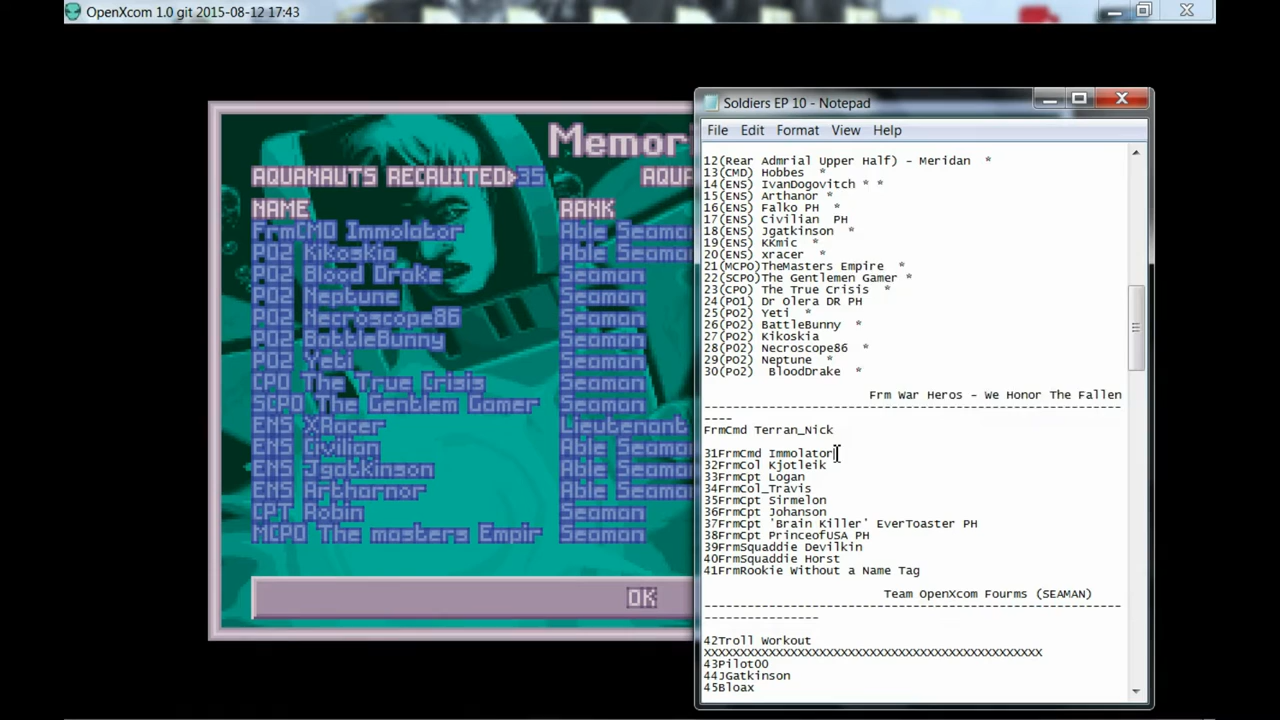 OpenXcom 1.0 git 2015-08-12 17:43
Memori
AQUANAUTS RECRUITED>35
AQUA
NAME
RANK
FrmCMD Immolator
Able Seaman
PO2 Kikoskia
Able Seaman
PO2 Blood Drake
Seaman
PO2 Neptune
Seaman
PO2 Necroscope86
Seaman
PO2 BattleBunny
Seaman
PO2 Yeti
Seaman
CPO The True Crisis
Seaman
SCPO The Gentlem Gamer
Seaman
ENS XRacer
Lieutenant
ENS Civilian
Able Seaman
ENS Jgatkinson
Able Seaman
ENS Artharnor
Able Seaman
CPT Robin
Seaman
MCPO The masters Empir
Seaman
OK
Soldiers EP 10 - Notepad
File Edit Format View Help
12(Rear Admrial Upper Half) - Meridan *
13(CMD) Hobbes *
14(ENS) IvanDogovitch * *
15(ENS) Arthanor *
16(ENS) Falko PH *
17(ENS) Civilian PH
18(ENS) Jgatkinson *
19(ENS) KKmic *
20(ENS) xracer *
21(MCPO)TheMasters Empire *
22(SCPO)The Gentlemen Gamer *
23(CPO) The True Crisis *
24(PO1) Dr Olera DR PH
25(PO2) Yeti *
26(PO2) BattleBunny *
27(PO2) Kikoskia
28(PO2) Necroscope86 *
29(PO2) Neptune *
30(PO2) BloodDrake *
Frm War Heros - We Honor The Fallen
----------------------------------------------------------
----
FrmCmd Terran_Nick
31FrmCmd Immolator
32FrmCol Kjotleik
33FrmCpt Logan
34FrmCol_Travis
35FrmCpt Sirmelon
36FrmCpt Johanson
37FrmCpt 'Brain Killer' EverToaster PH
38FrmCpt PrinceofUSA PH
39FrmSquaddie Devilkin
40FrmSquaddie Horst
41FrmRookie Without a Name Tag
Team OpenXcom Fourms (SEAMAN)
----------------------------------------------------------
----------------
42Troll Workout
XXXXXXXXXXXXXXXXXXXXXXXXXXXXXXXXXXXXXXXXXXXXXXX
43Pilot00
44JGatkinson
45Bloax